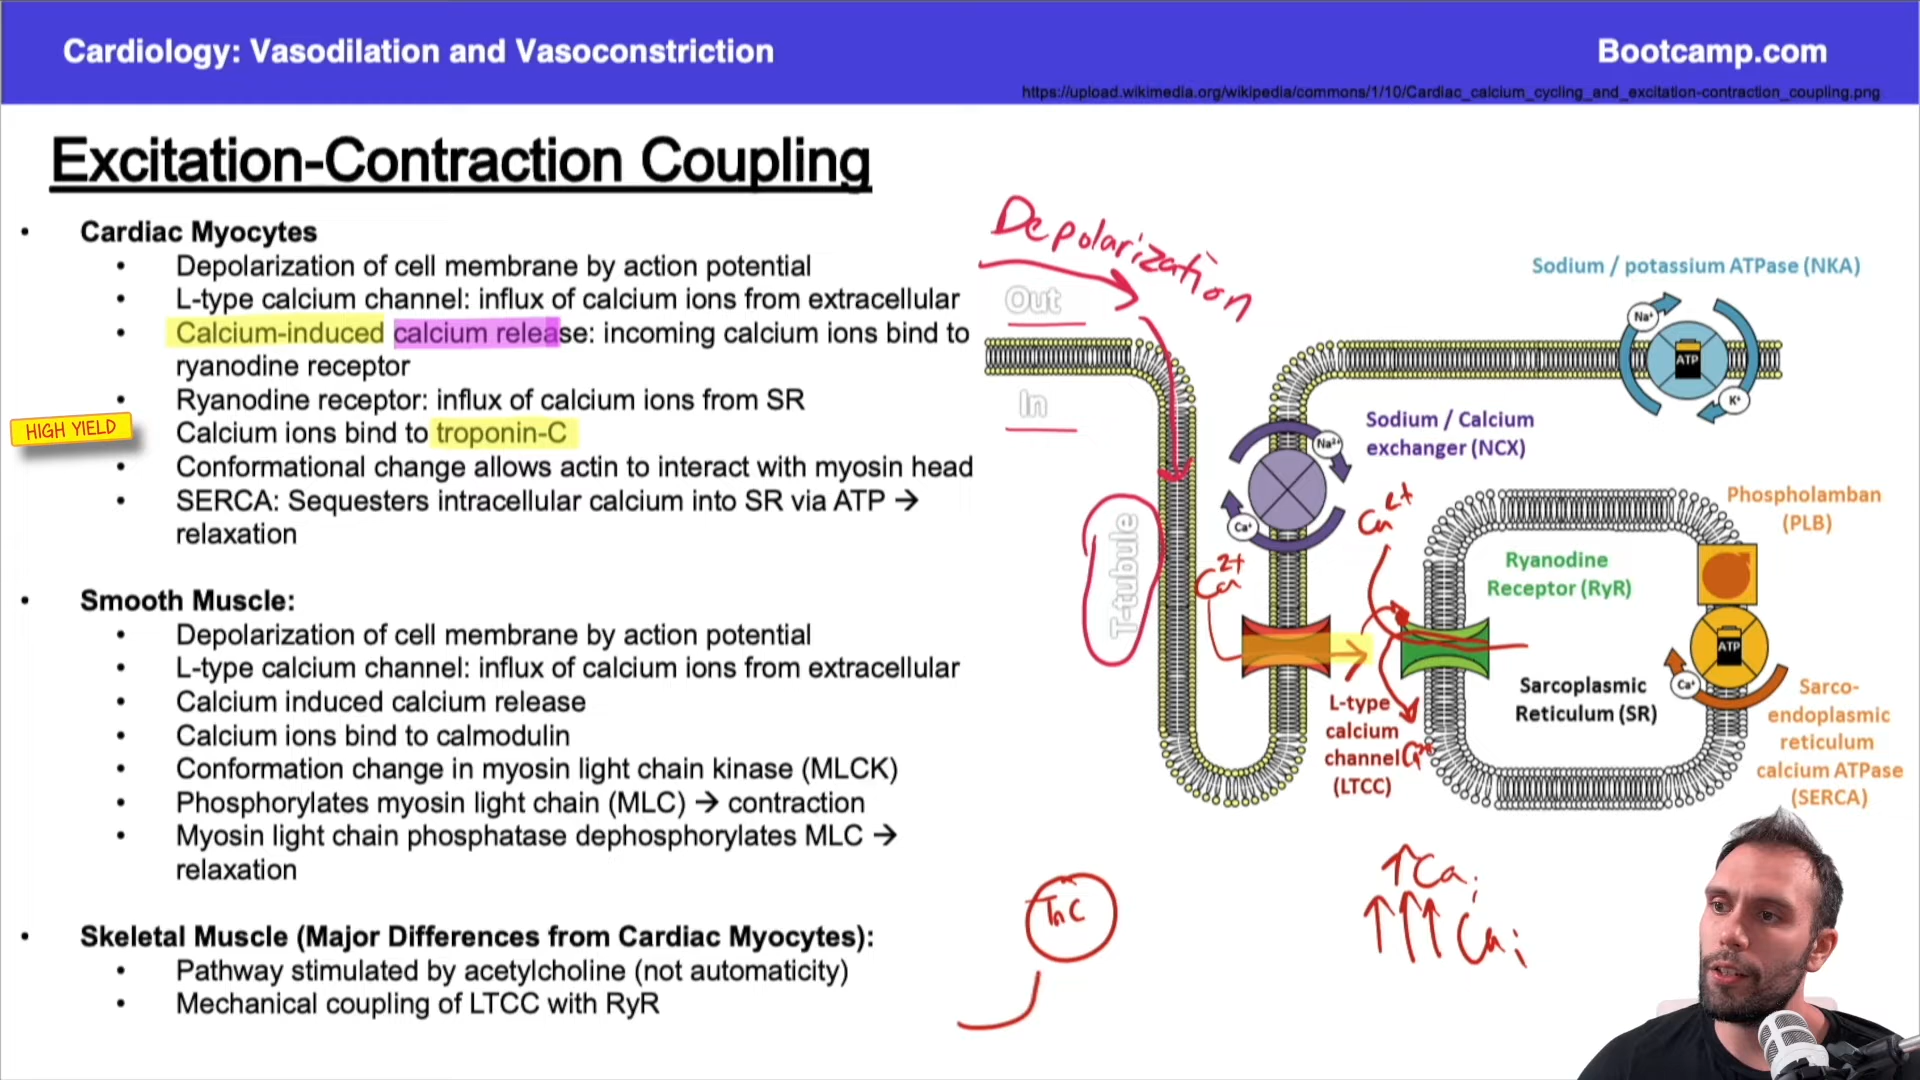 Cardiology: Vasodilation and Vasoconstriction
Bootcamp.com
https://upload.wikimedia.org/wikipedia/commons/1/10/Cardiac_calcium_cycling_and_excitation-contraction_coupling.png
Excitation-Contraction Coupling
• Cardiac Myocytes
• Depolarization of cell membrane by action potential
• L-type calcium channel: influx of calcium ions from extracellular
• Calcium-induced calcium release: incoming calcium ions bind to
ryanodine receptor
• Ryanodine receptor: influx of calcium ions from SR
HIGH YIELD
Calcium ions bind to troponin-C
• Conformational change allows actin to interact with myosin head
• SERCA: Sequesters intracellular calcium into SR via ATP →
relaxation
• Smooth Muscle:
• Depolarization of cell membrane by action potential
• L-type calcium channel: influx of calcium ions from extracellular
• Calcium induced calcium release
• Calcium ions bind to calmodulin
• Conformation change in myosin light chain kinase (MLCK)
• Phosphorylates myosin light chain (MLC) → contraction
• Myosin light chain phosphatase dephosphorylates MLC →
relaxation
• Skeletal Muscle (Major Differences from Cardiac Myocytes):
• Pathway stimulated by acetylcholine (not automaticity)
• Mechanical coupling of LTCC with RyR
Depolarization
Out
In
T-tubule
Sodium / potassium ATPase (NKA)
Na⁺
ATP
K⁺
Sodium / Calcium
exchanger (NCX)
Na²⁺
Ca⁺
Ca²⁺
Ca²⁺
Phospholamban
(PLB)
Ryanodine
Receptor (RyR)
ATP
Ca⁺
Sarcoplasmic
Reticulum (SR)
L-type
calcium
channel
(LTCC)
Sarco-
endoplasmic
reticulum
calcium ATPase
(SERCA)
TnC
↑Ca i
↑↑↑ Ca i